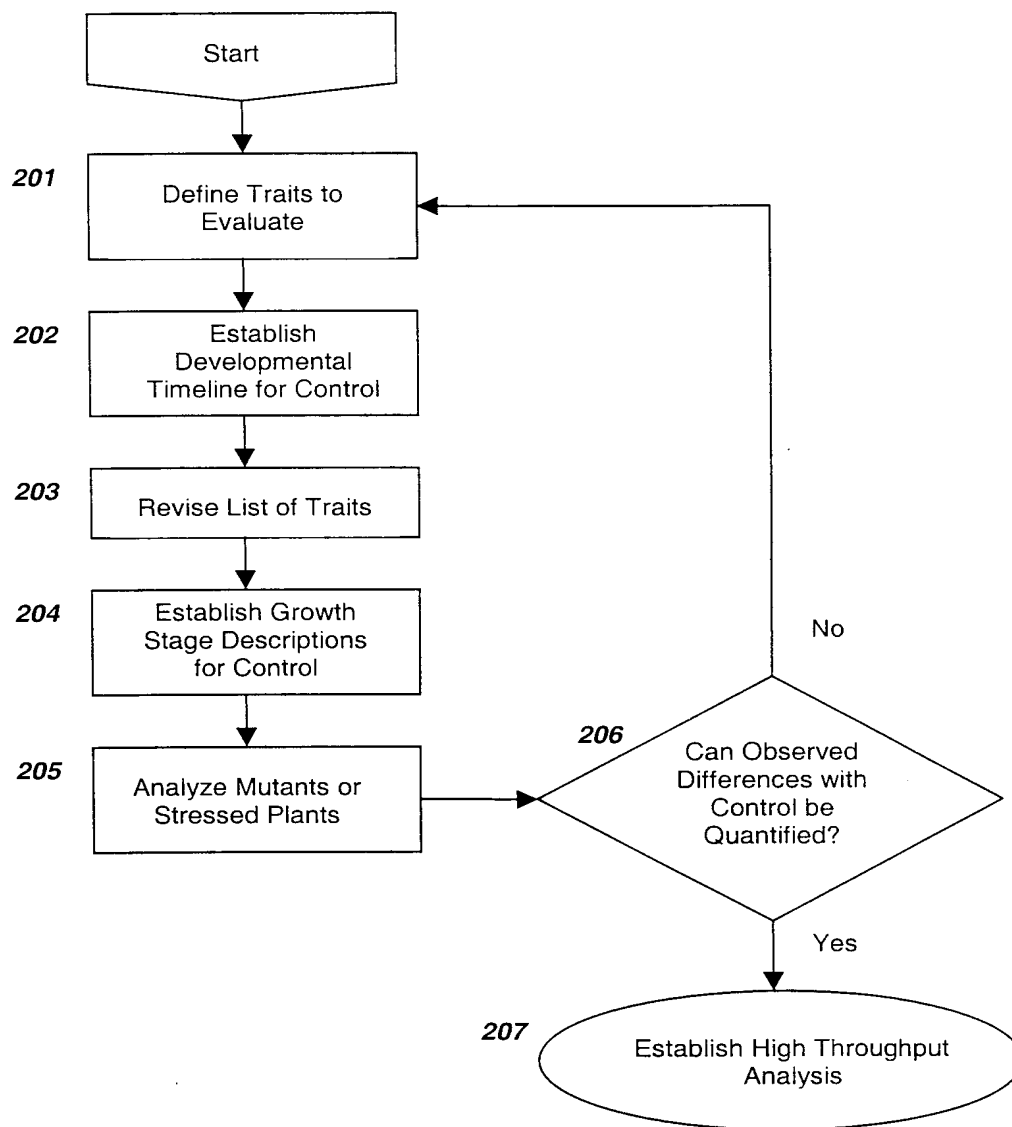 Start
201
Define Traits to
Evaluate
202
Establish
Developmental
Timeline for Control
203
Revise List of Traits
204
Establish Growth
Stage Descriptions
for Control
205
Analyze Mutants or
Stressed Plants
206
Can Observed
Differences with
Control be
Quantified?
No
Yes
207
Establish High Throughput
Analysis